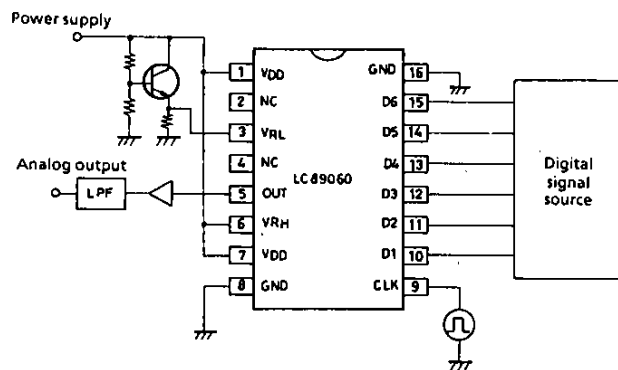 Power supply
1 VDD
2 NC
3 VRL
4 NC
5 OUT
6 VRH
7 VDD
8 GND
LC89060
GND 16
D6 15
D5 14
D4 13
D3 12
D2 11
D1 10
CLK 9
Analog output
LPF
Digital
signal
source